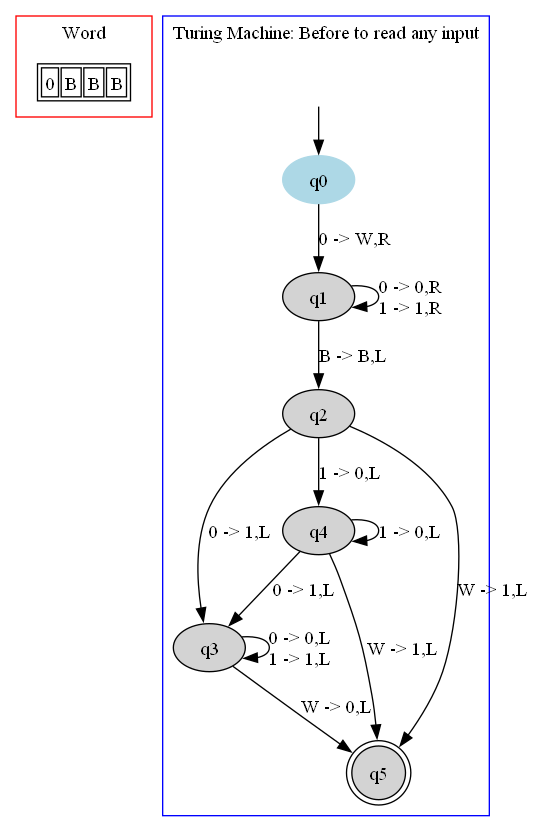 Word
0 B B B
Turing Machine: Before to read any input
q0
0 -> W,R
q1
0 -> 0,R
1 -> 1,R
B -> B,L
q2
0 -> 1,L
1 -> 0,L
W -> 1,L
q4
1 -> 0,L
0 -> 1,L
W -> 1,L
q3
0 -> 0,L
1 -> 1,L
W -> 0,L
q5